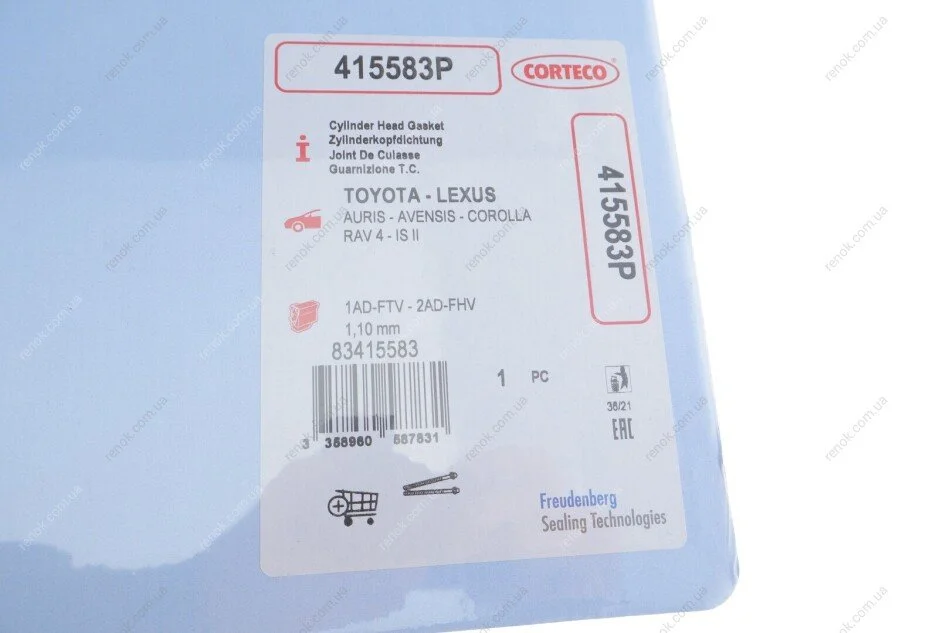 415583P
CORTECO
Cylinder Head Gasket
Zylinderkopfdichtung
Joint De Culasse
Guarnizione T.C.
TOYOTA - LEXUS
AURIS - AVENSIS - COROLLA
RAV 4 - IS II
415583P
1AD-FTV - 2AD-FHV
1,10 mm
83415583
1 PC
3 358960 587831
36/21
EAC
Freudenberg
Sealing Technologies
renok.com.ua